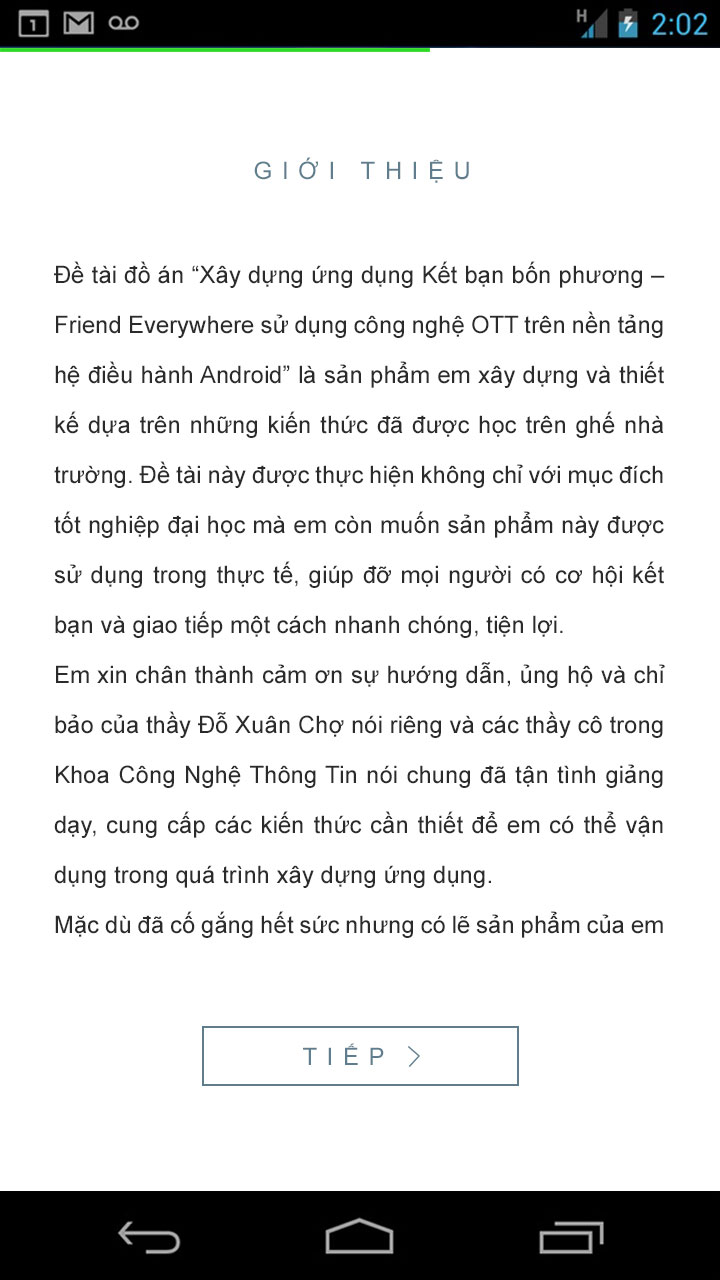 1
H
2:02
GIỚI THIỆU
Đề tài đồ án “Xây dựng ứng dụng Kết bạn bốn phương –
Friend Everywhere sử dụng công nghệ OTT trên nền tảng
hệ điều hành Android” là sản phẩm em xây dựng và thiết
kế dựa trên những kiến thức đã được học trên ghế nhà
trường. Đề tài này được thực hiện không chỉ với mục đích
tốt nghiệp đại học mà em còn muốn sản phẩm này được
sử dụng trong thực tế, giúp đỡ mọi người có cơ hội kết
bạn và giao tiếp một cách nhanh chóng, tiện lợi.
Em xin chân thành cảm ơn sự hướng dẫn, ủng hộ và chỉ
bảo của thầy Đỗ Xuân Chợ nói riêng và các thầy cô trong
Khoa Công Nghệ Thông Tin nói chung đã tận tình giảng
dạy, cung cấp các kiến thức cần thiết để em có thể vận
dụng trong quá trình xây dựng ứng dụng.
Mặc dù đã cố gắng hết sức nhưng có lẽ sản phẩm của em
TIẾP